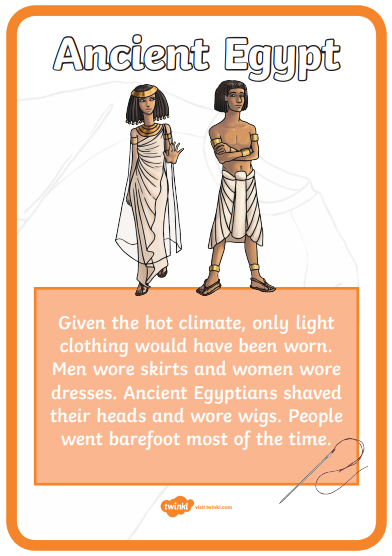 Ancient Egypt
Given the hot climate, only light
clothing would have been worn.
Men wore skirts and women wore
dresses. Ancient Egyptians shaved
their heads and wore wigs. People
went barefoot most of the time.
twinkl visit twinkl.com